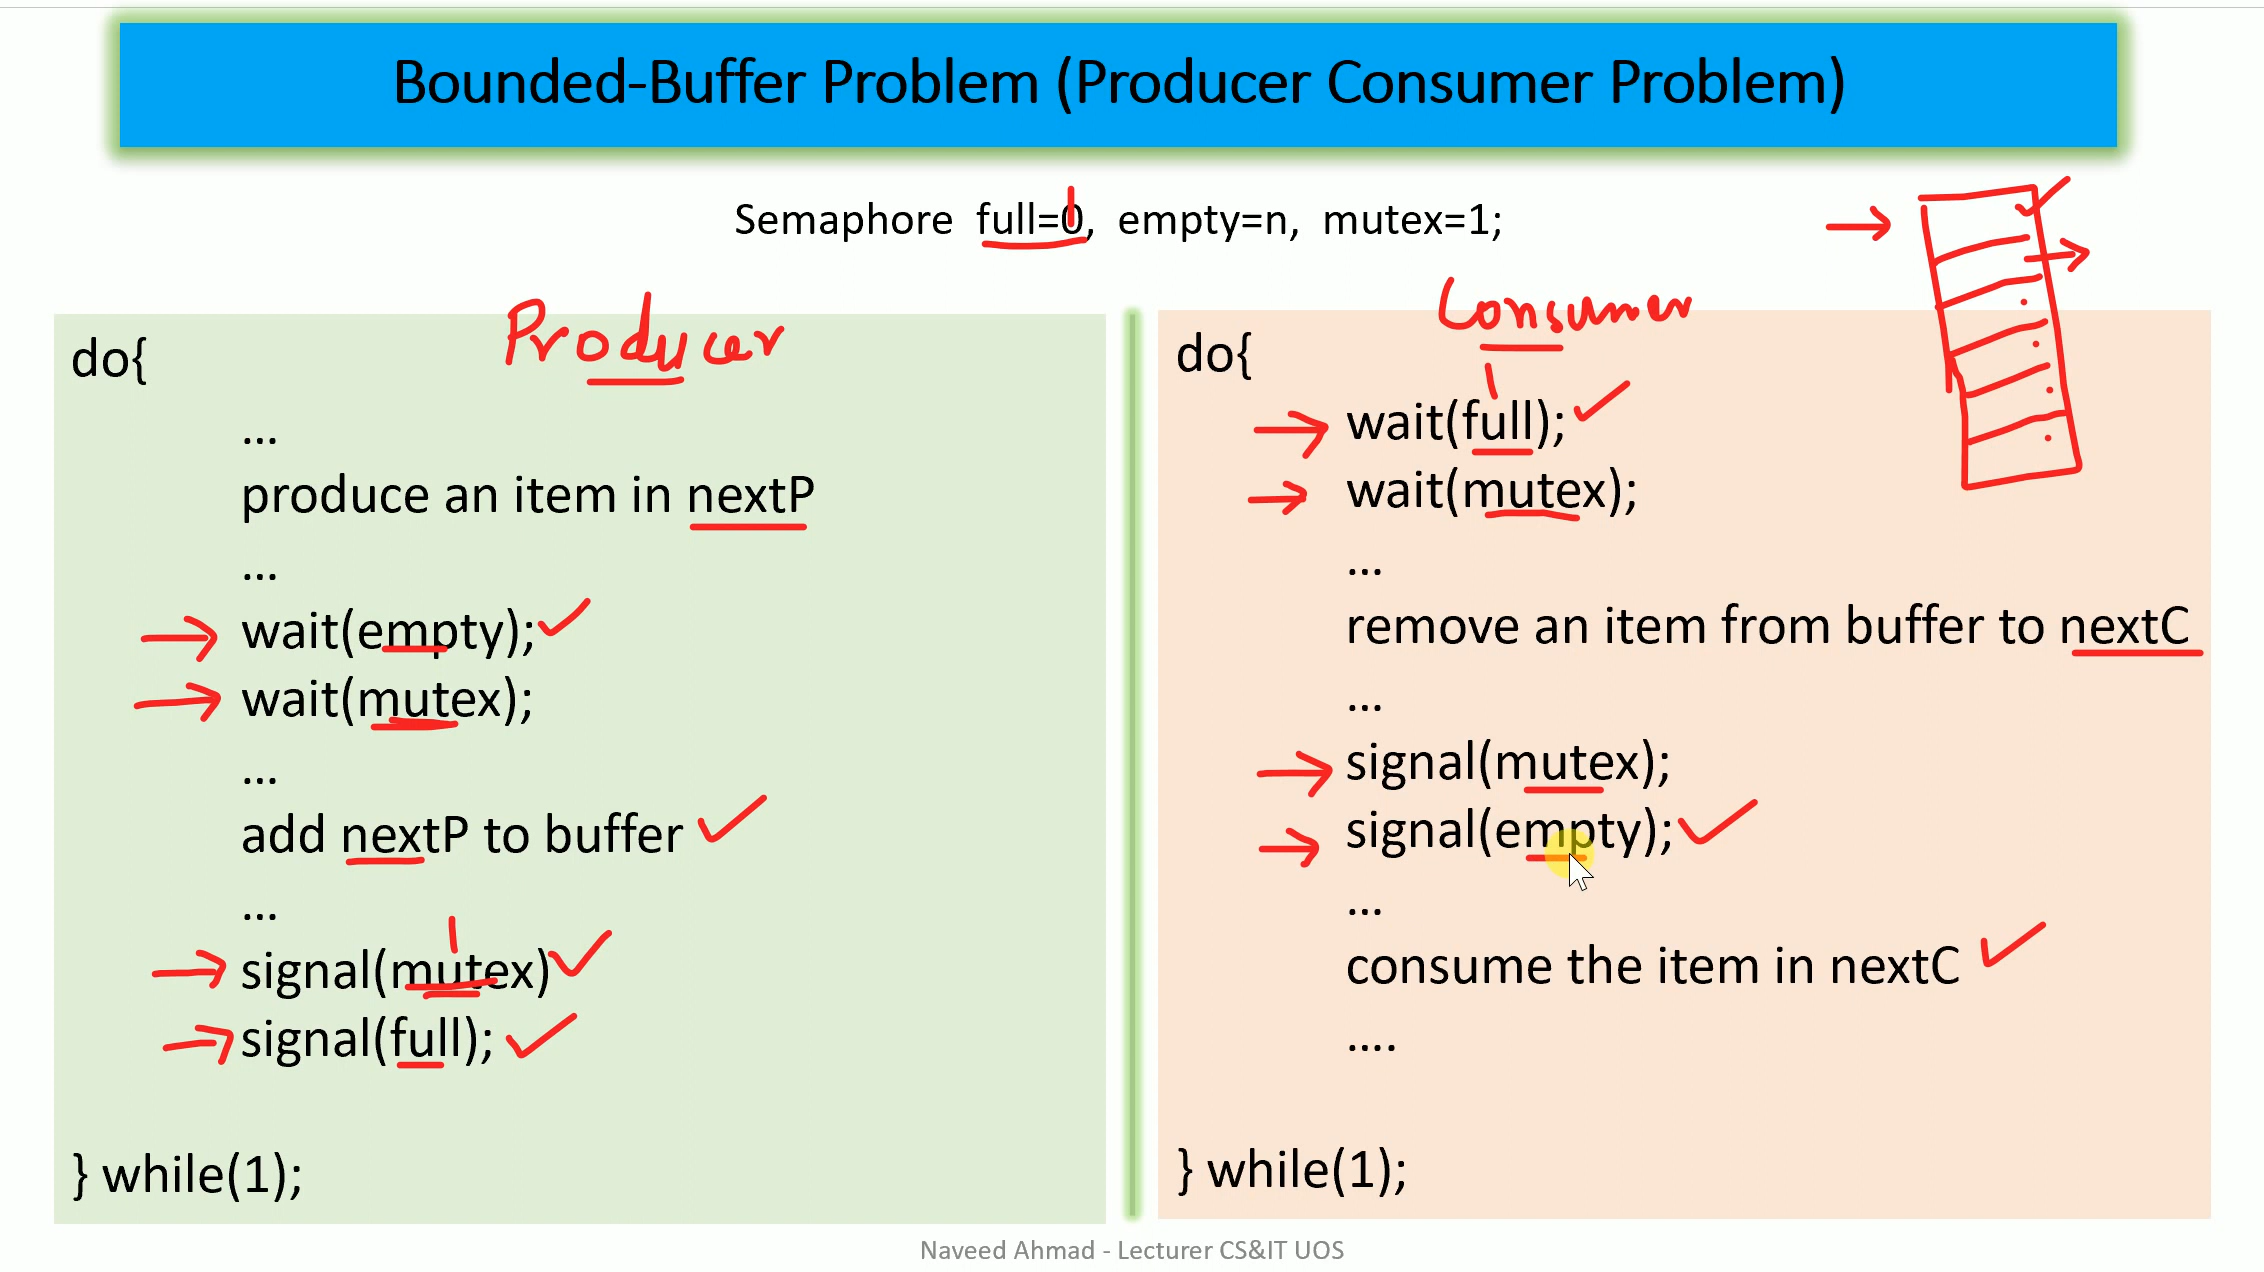 Bounded-Buffer Problem (Producer Consumer Problem)
Semaphore full=0, empty=n, mutex=1;
1
Producer
do{
...
produce an item in nextP
...
wait(empty);
wait(mutex);
...
add nextP to buffer
...
1
signal(mutex)
signal(full);
} while(1);
Consumer
do{
1
wait(full);
wait(mutex);
...
remove an item from buffer to nextC
...
signal(mutex);
signal(empty);
...
consume the item in nextC
....
} while(1);
Naveed Ahmad - Lecturer CS&IT UOS